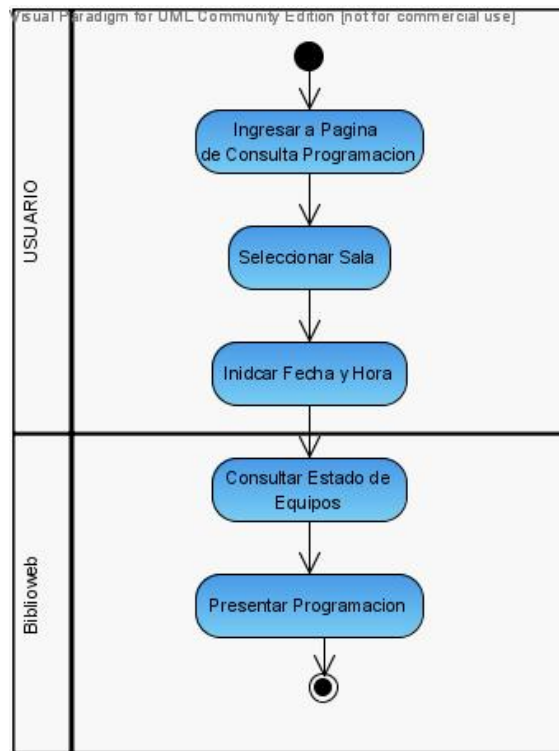 Visual Paradigm for UML Community Edition [not for commercial use]
USUARIO
Ingresar a Pagina
de Consulta Programacion
Seleccionar Sala
Inidcar Fecha y Hora
Biblioweb
Consultar Estado de
Equipos
Presentar Programacion